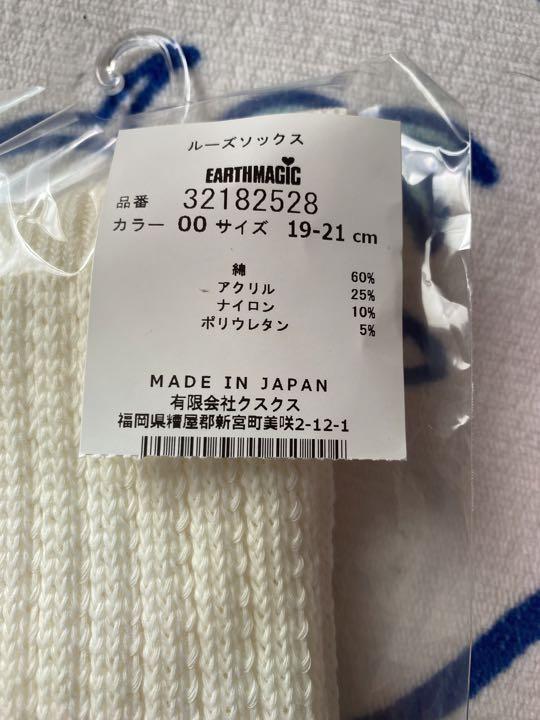 ルーズソックス
EARTHMAGIC
品番 32182528
カラー 00 サイズ 19-21 cm
綿 60%
アクリル 25%
ナイロン 10%
ポリウレタン 5%
MADE IN JAPAN
有限会社クスクス
福岡県糟屋郡新宮町美咲2-12-1